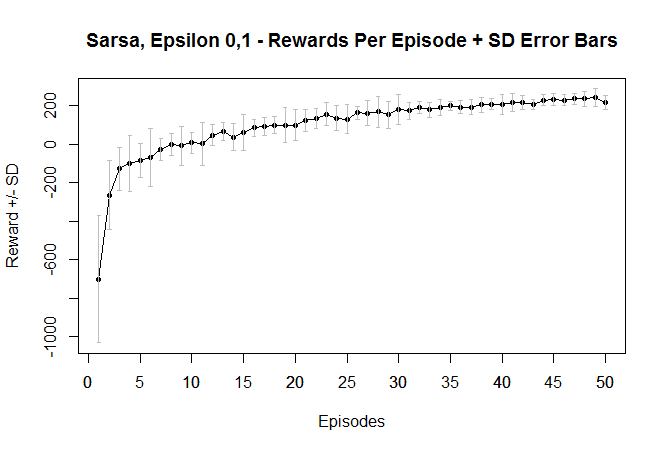 Sarsa, Epsilon 0,1 - Rewards Per Episode + SD Error Bars
Reward +/- SD
200
0
-200
-600
-1000
0 5 10 15 20 25 30 35 40 45 50
Episodes